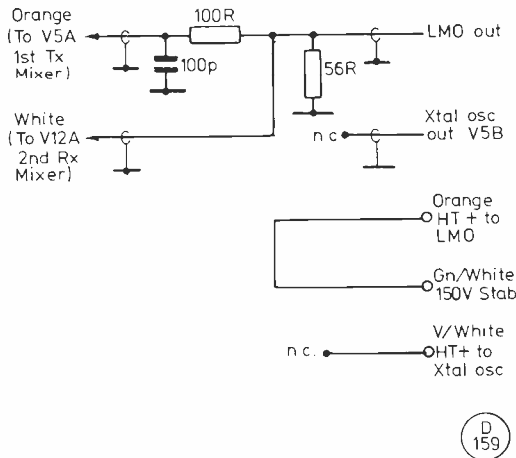 Orange
(To V5A
1st Tx
Mixer)
100R
100p
56R
LMO out
White
(To V12A
2nd Rx
Mixer)
n c
Xtal osc
out V5B
Orange
HT + to
LMO
Gn/White
150V Stab
n c.
V/White
HT+ to
Xtal osc
D
159